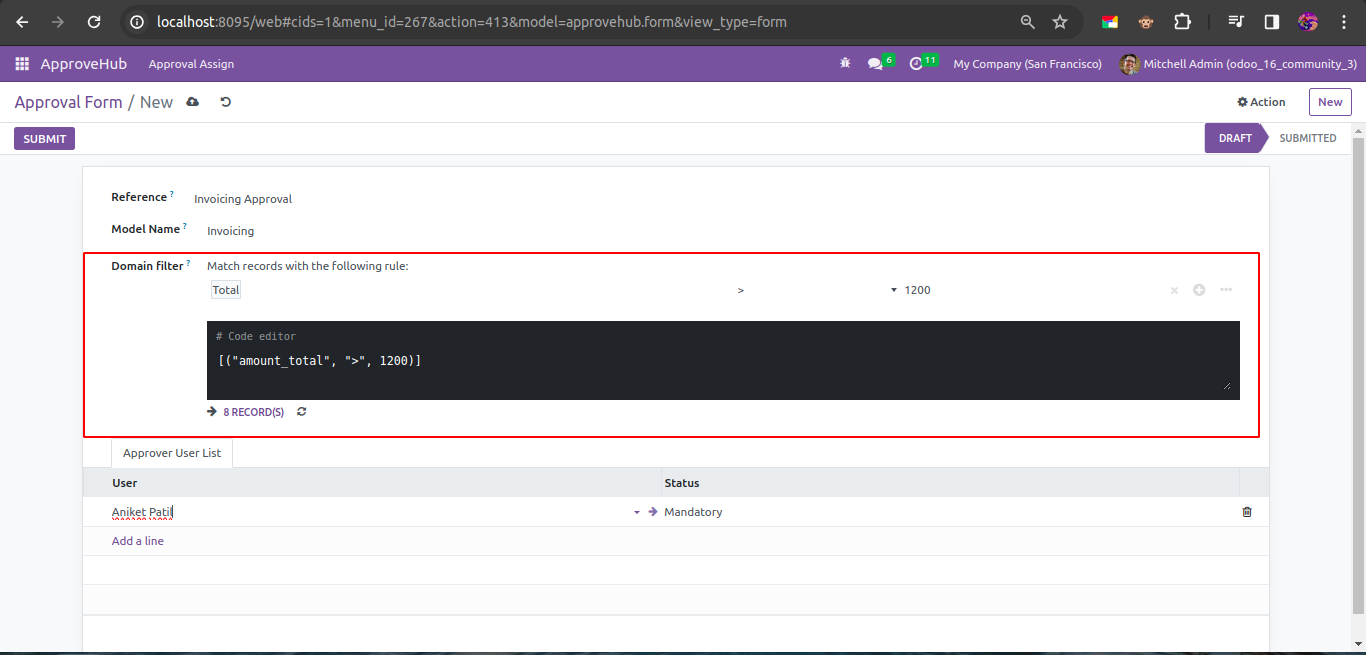 localhost:8095/web#cids=1&menu_id=267&action=413&model=approvehub.form&view_type=form
ApproveHub Approval Assign 6 11 My Company (San Francisco) Mitchell Admin (odoo_16_community_3)
Approval Form / New Action New
SUBMIT DRAFT SUBMITTED
Reference ? Invoicing Approval
Model Name ? Invoicing
Domain filter ? Match records with the following rule:
Total > 1200
# Code editor
[("amount_total", ">", 1200)]
8 RECORD(S)
Approver User List
User Status
Aniket Patil Mandatory
Add a line